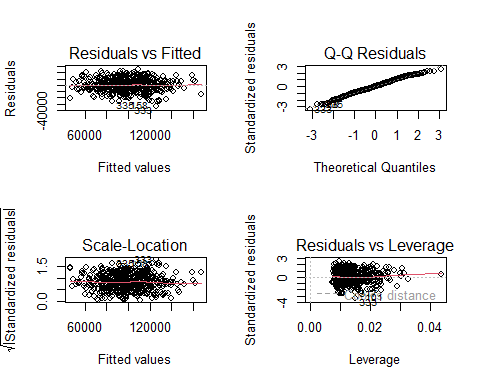 Residuals vs Fitted
Residuals
-40000
60000
120000
Fitted values
Q-Q Residuals
Standardized residuals
3
0
-3
-3
-1
0
1
2
3
Theoretical Quantiles
Scale-Location
√|Standardized residuals|
1.5
0.0
60000
120000
Fitted values
Residuals vs Leverage
Standardized residuals
2
0
-4
Cook's distance
0.00
0.02
0.04
Leverage